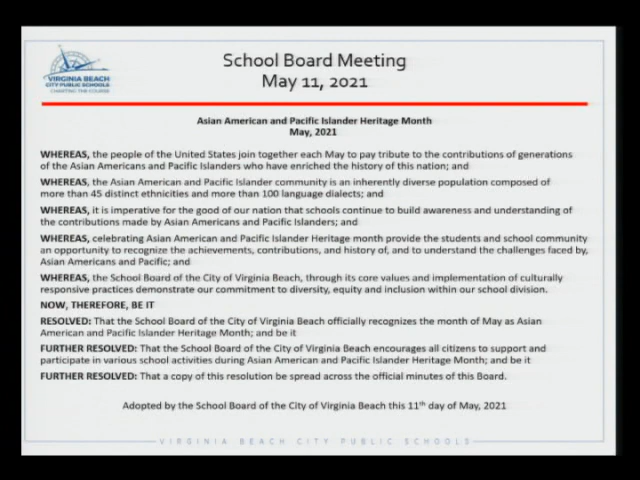 VIRGINIA BEACH
CITY PUBLIC SCHOOLS
CHARTING THE COURSE
School Board Meeting
May 11, 2021
Asian American and Pacific Islander Heritage Month
May, 2021
WHEREAS, the people of the United States join together each May to pay tribute to the contributions of generations
of the Asian Americans and Pacific Islanders who have enriched the history of this nation; and
WHEREAS, the Asian American and Pacific Islander community is an inherently diverse population composed of
more than 45 distinct ethnicities and more than 100 language dialects; and
WHEREAS, it is imperative for the good of our nation that schools continue to build awareness and understanding of
the contributions made by Asian Americans and Pacific Islanders; and
WHEREAS, celebrating Asian American and Pacific Islander Heritage month provide the students and school community
an opportunity to recognize the achievements, contributions, and history of, and to understand the challenges faced by,
Asian Americans and Pacific; and
WHEREAS, the School Board of the City of Virginia Beach, through its core values and implementation of culturally
responsive practices demonstrate our commitment to diversity, equity and inclusion within our school division.
NOW, THEREFORE, BE IT
RESOLVED: That the School Board of the City of Virginia Beach officially recognizes the month of May as Asian
American and Pacific Islander Heritage Month; and be it
FURTHER RESOLVED: That the School Board of the City of Virginia Beach encourages all citizens to support and
participate in various school activities during Asian American and Pacific Islander Heritage Month; and be it
FURTHER RESOLVED: That a copy of this resolution be spread across the official minutes of this Board.
Adopted by the School Board of the City of Virginia Beach this 11th day of May, 2021
VIRGINIA BEACH CITY PUBLIC SCHOOLS